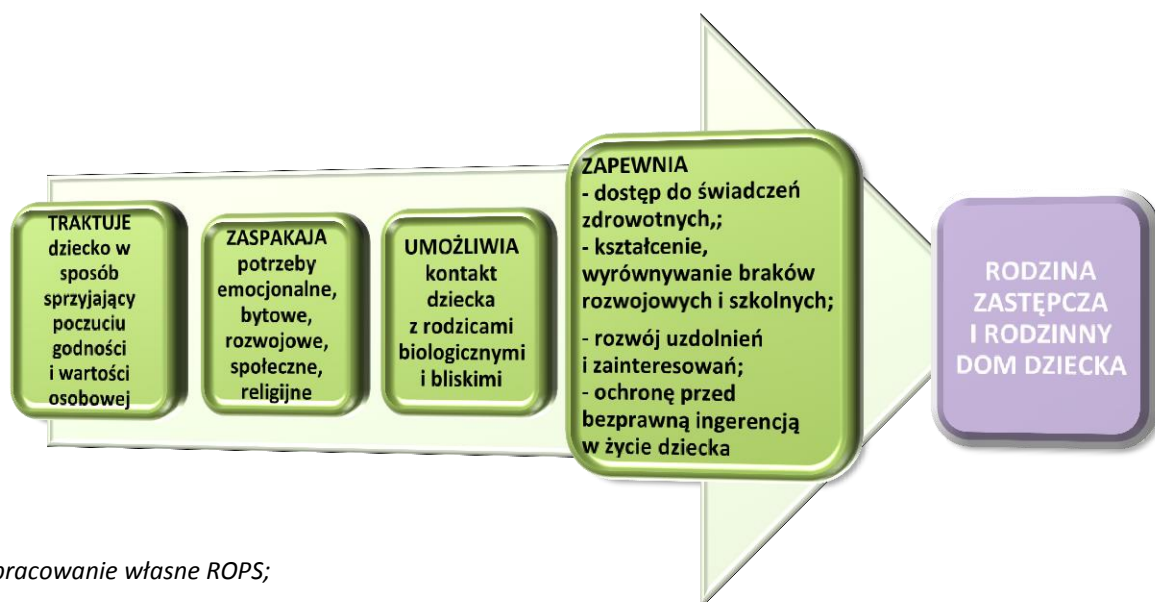 TRAKTUJE
dziecko w
sposób
sprzyjający
poczuciu
godności
i wartości
osobowej
ZASPAKAJA
potrzeby
emocjonalne,
bytowe,
rozwojowe,
społeczne,
religijne
UMOŻLIWIA
kontakt
dziecka
z rodzicami
biologicznymi
i bliskimi
ZAPEWNIA
- dostęp do świadczeń
zdrowotnych,;
- kształcenie,
wyrównywanie braków
rozwojowych i szkolnych;
- rozwój uzdolnień
i zainteresowań;
- ochronę przed
bezprawną ingerencją
w życie dziecka
RODZINA
ZASTĘPCZA
I RODZINNY
DOM DZIECKA
pracowanie własne ROPS;